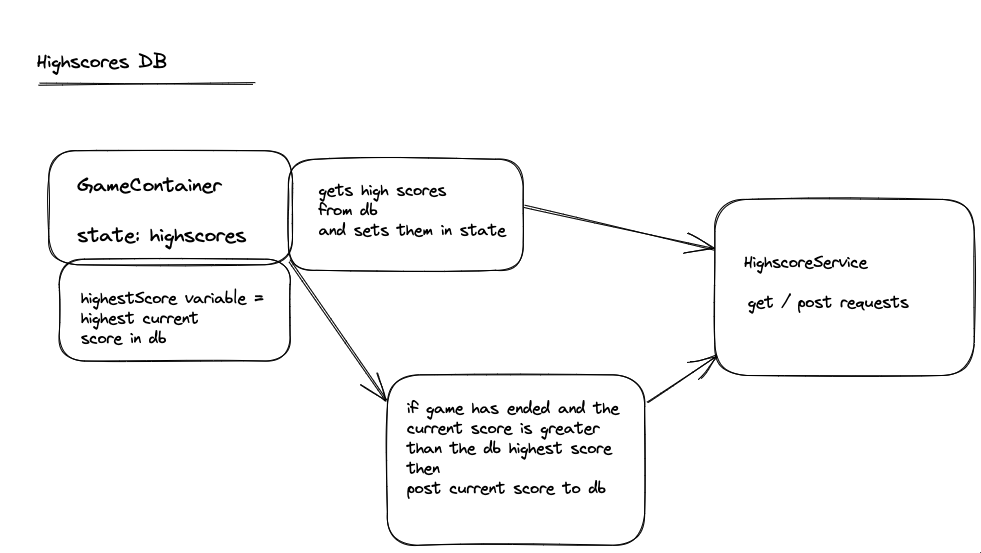 Highscores DB
GameContainer
state: highscores
gets high scores
from db
and sets them in state
highestScore variable =
highest current
score in db
HighscoreService
get / post requests
if game has ended and the
current score is greater
than the db highest score
then
post current score to db